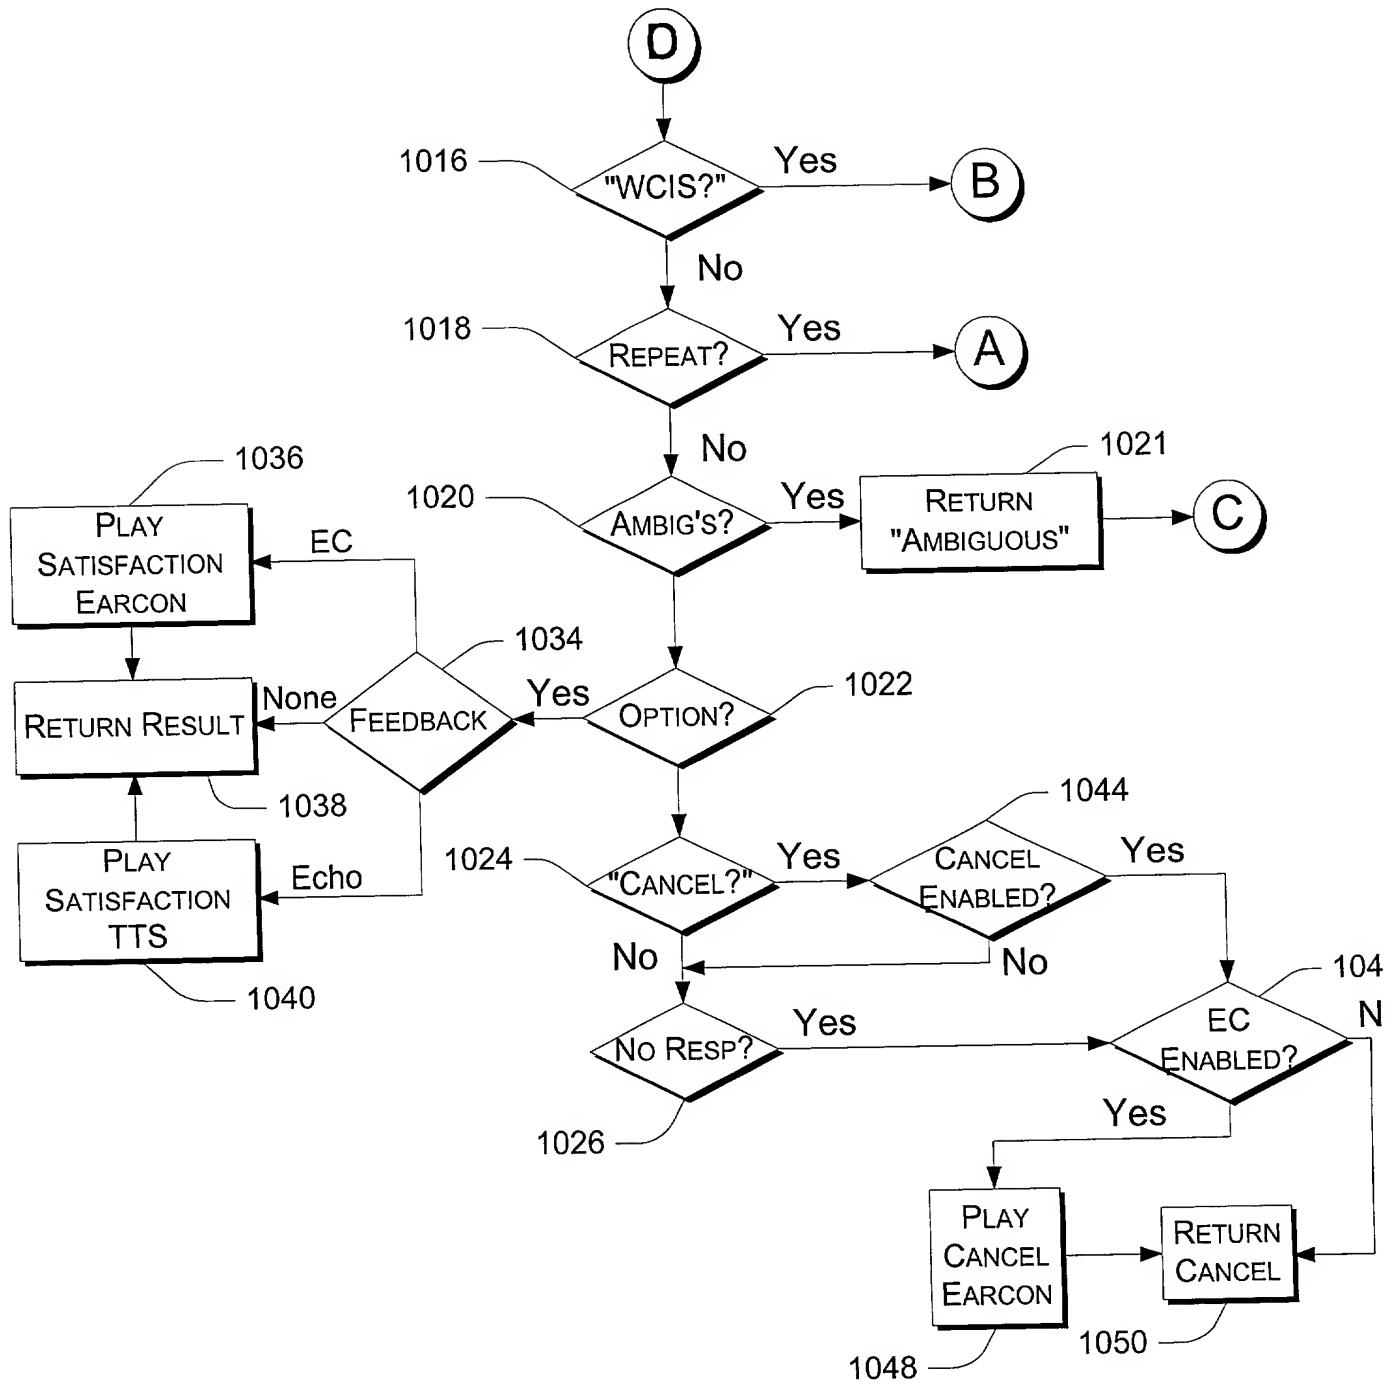 D
1016
"WCIS?"
Yes
B
No
1018
REPEAT?
Yes
A
No
1020
AMBIG'S?
Yes
1021
RETURN
"AMBIGUOUS"
C
1036
PLAY
SATISFACTION
EARCON
EC
1034
FEEDBACK
None
RETURN RESULT
1038
Yes
OPTION?
1022
Echo
PLAY
SATISFACTION
TTS
1040
1024
"CANCEL?"
Yes
1044
CANCEL
ENABLED?
Yes
No
No
NO RESP?
1026
Yes
104
EC
ENABLED?
N
Yes
PLAY
CANCEL
EARCON
1048
RETURN
CANCEL
1050